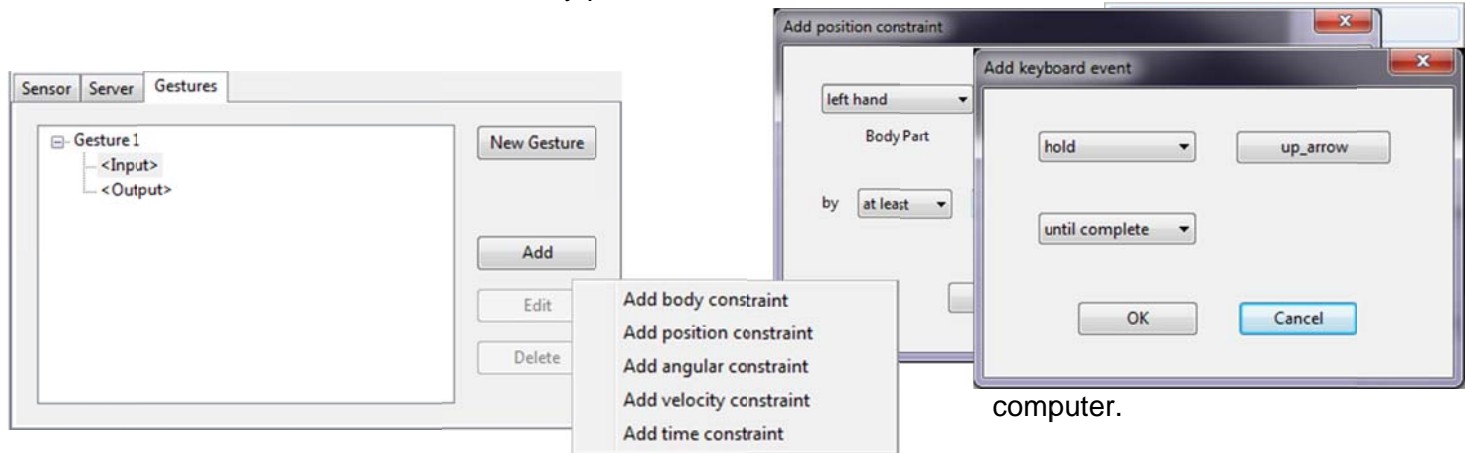 Add position constraint
left hand
Body Part
by at least
Add keyboard event
hold up_arrow
until complete
OK Cancel
Sensor Server Gestures
Gesture 1
<Input>
<Output>
New Gesture
Add
Edit
Delete
Add body constraint
Add position constraint
Add angular constraint
Add velocity constraint
Add time constraint
computer.